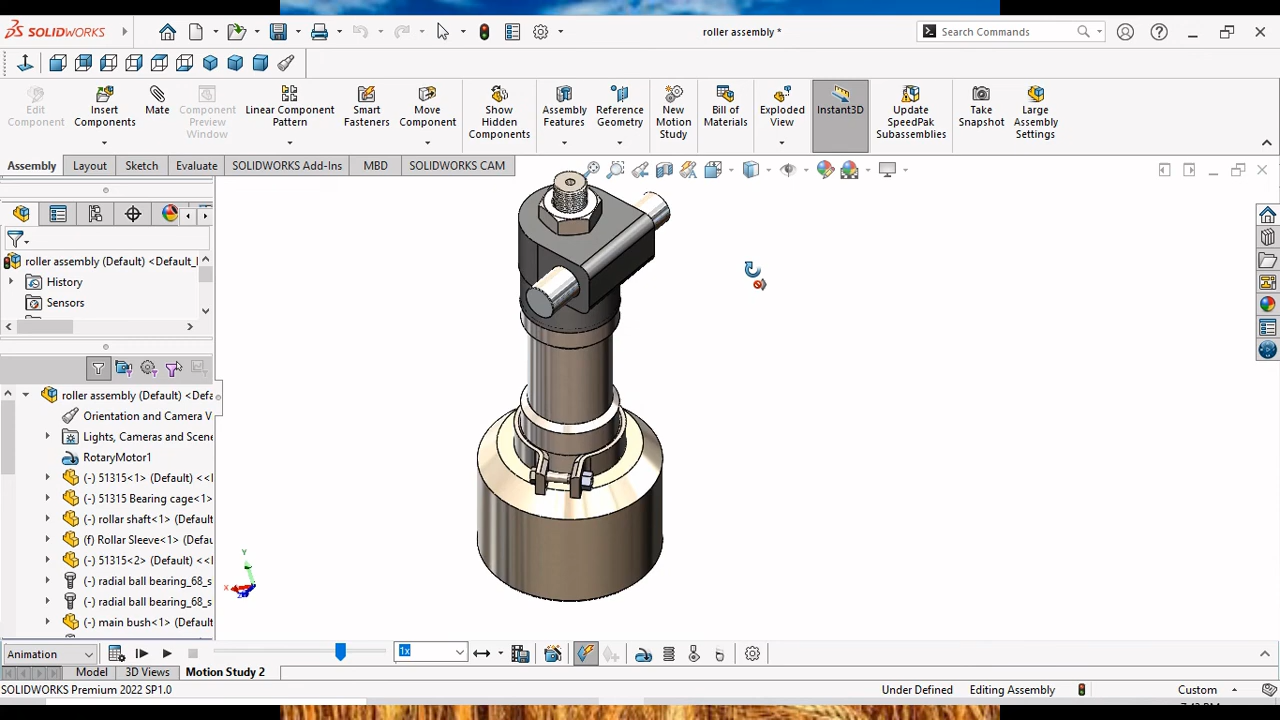 SOLIDWORKS
roller assembly *
Search Commands
Edit Component
Insert Components
Mate
Component Preview Window
Linear Component Pattern
Smart Fasteners
Move Component
Show Hidden Components
Assembly Features
Reference Geometry
New Motion Study
Bill of Materials
Exploded View
Instant3D
Update SpeedPak Subassemblies
Take Snapshot
Large Assembly Settings
Assembly
Layout
Sketch
Evaluate
SOLIDWORKS Add-Ins
MBD
SOLIDWORKS CAM
roller assembly (Default) <Default_
History
Sensors
roller assembly (Default) <Defa
Orientation and Camera V
Lights, Cameras and Scene
RotaryMotor1
(-) 51315<1> (Default) <<
(-) 51315 Bearing cage<1>
(-) rollar shaft<1> (Default
(f) Rollar Sleeve<1> (Defau
(-) 51315<2> (Default) <<
(-) radial ball bearing_68_s
(-) radial ball bearing_68_s
(-) main bush<1> (Default
Y
X
Z
Animation
1x
Model
3D Views
Motion Study 2
SOLIDWORKS Premium 2022 SP1.0
Under Defined
Editing Assembly
Custom